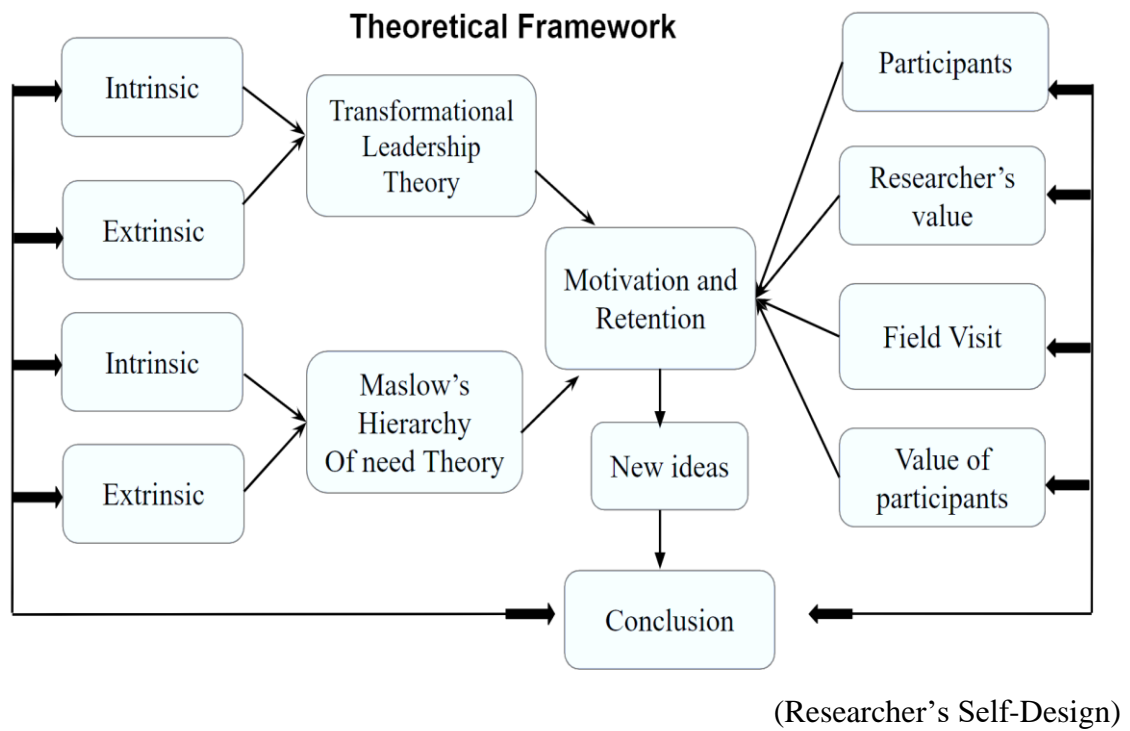 Theoretical Framework
Intrinsic
Extrinsic
Intrinsic
Extrinsic
Transformational
Leadership
Theory
Maslow's
Hierarchy
Of need Theory
Motivation and
Retention
New ideas
Conclusion
Participants
Researcher's
value
Field Visit
Value of
participants
(Researcher's Self-Design)